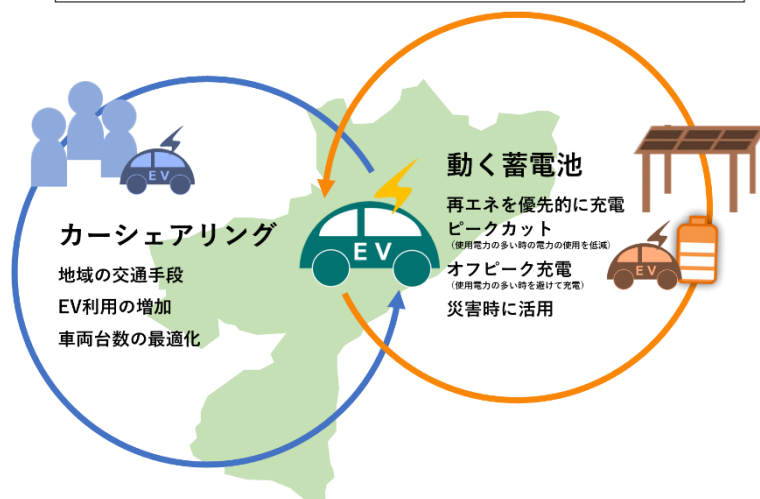 EV
カーシェアリング
地域の交通手段
EV利用の増加
車両台数の最適化
EV
動く蓄電池
再エネを優先的に充電
ピークカット
（使用電力の多い時の電力の使用を低減）
オフピーク充電
（使用電力の多い時を避けて充電）
災害時に活用
EV